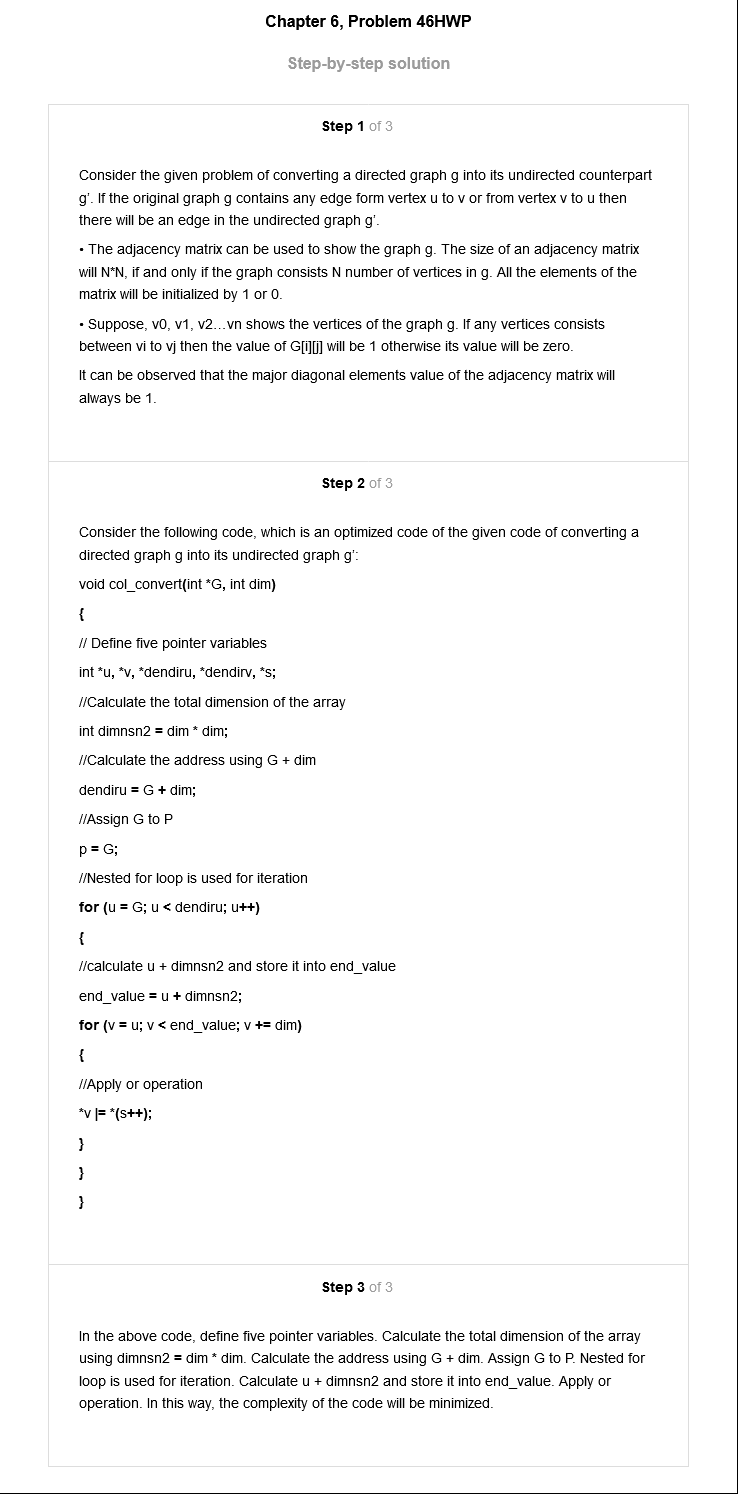 Chapter 6, Problem 46HWP
Step-by-step solution
Step 1 of 3
Consider the given problem of converting a directed graph g into its undirected counterpart
g'. If the original graph g contains any edge form vertex u to v or from vertex v to u then
there will be an edge in the undirected graph g'.
• The adjacency matrix can be used to show the graph g. The size of an adjacency matrix
will N*N, if and only if the graph consists N number of vertices in g. All the elements of the
matrix will be initialized by 1 or 0.
• Suppose, v0, v1, v2…vn shows the vertices of the graph g. If any vertices consists
between vi to vj then the value of G[i][j] will be 1 otherwise its value will be zero.
It can be observed that the major diagonal elements value of the adjacency matrix will
always be 1.
Step 2 of 3
Consider the following code, which is an optimized code of the given code of converting a
directed graph g into its undirected graph g':
void col_convert(int *G, int dim)
{
// Define five pointer variables
int *u, *v, *dendiru, *dendirv, *s;
//Calculate the total dimension of the array
int dimnsn2 = dim * dim;
//Calculate the address using G + dim
dendiru = G + dim;
//Assign G to P
p = G;
//Nested for loop is used for iteration
for (u = G; u < dendiru; u++)
{
//calculate u + dimnsn2 and store it into end_value
end_value = u + dimnsn2;
for (v = u; v < end_value; v += dim)
{
//Apply or operation
*v |= *(s++);
}
}
}
Step 3 of 3
In the above code, define five pointer variables. Calculate the total dimension of the array
using dimnsn2 = dim * dim. Calculate the address using G + dim. Assign G to P. Nested for
loop is used for iteration. Calculate u + dimnsn2 and store it into end_value. Apply or
operation. In this way, the complexity of the code will be minimized.